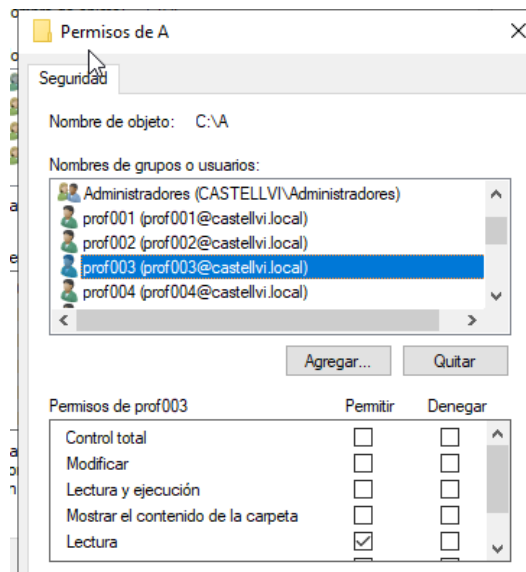 Permisos de A
Seguridad
Nombre de objeto: C:\A
Nombres de grupos o usuarios:
Administradores (CASTELLVI\Administradores)
prof001 (prof001@castellvi.local)
prof002 (prof002@castellvi.local)
prof003 (prof003@castellvi.local)
prof004 (prof004@castellvi.local)
Agregar... Quitar
Permisos de prof003 Permitir Denegar
Control total
Modificar
Lectura y ejecución
Mostrar el contenido de la carpeta
Lectura